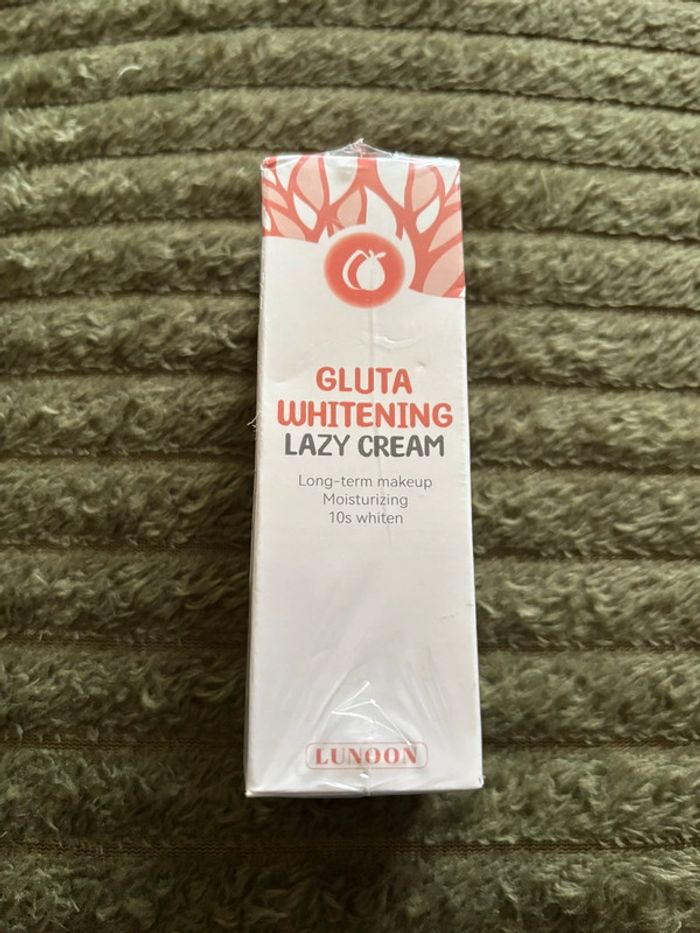 GLUTA
WHITENING
LAZY CREAM
Long-term makeup
Moisturizing
10s whiten
LUNOON